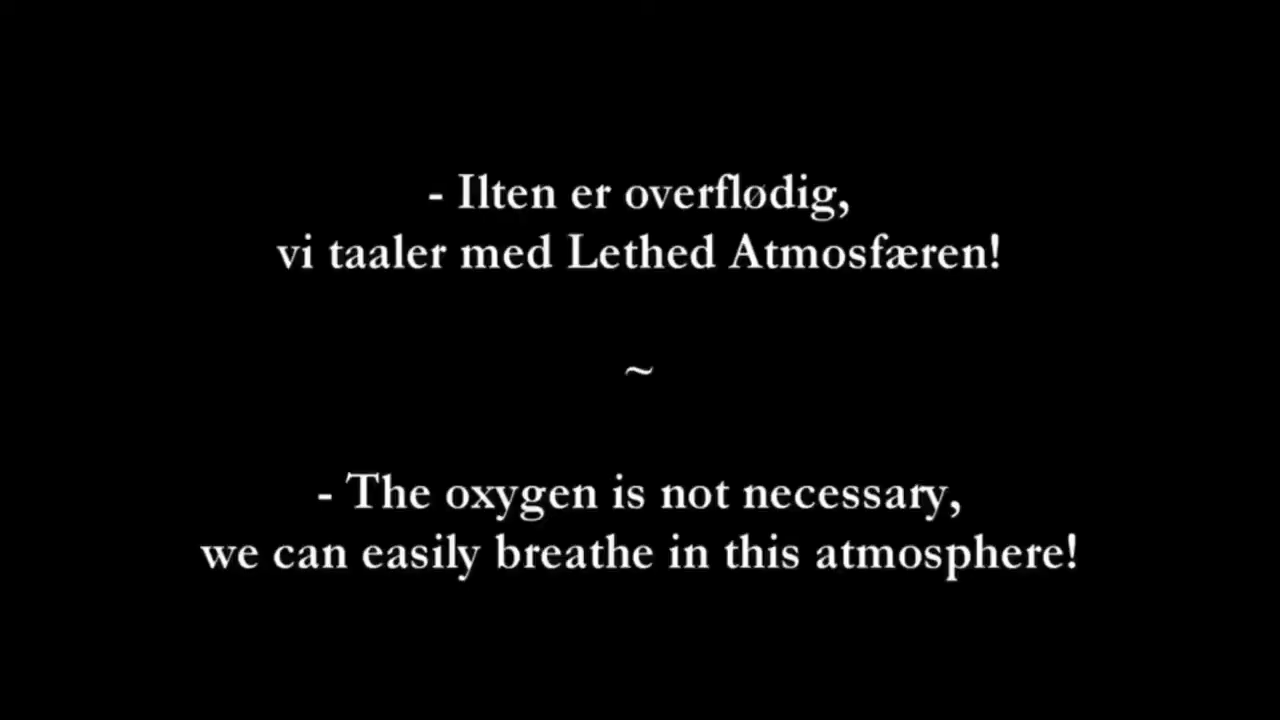 - Ilten er overflødig,
vi taaler med Lethed Atmosfæren!
~
- The oxygen is not necessary,
we can easily breathe in this atmosphere!